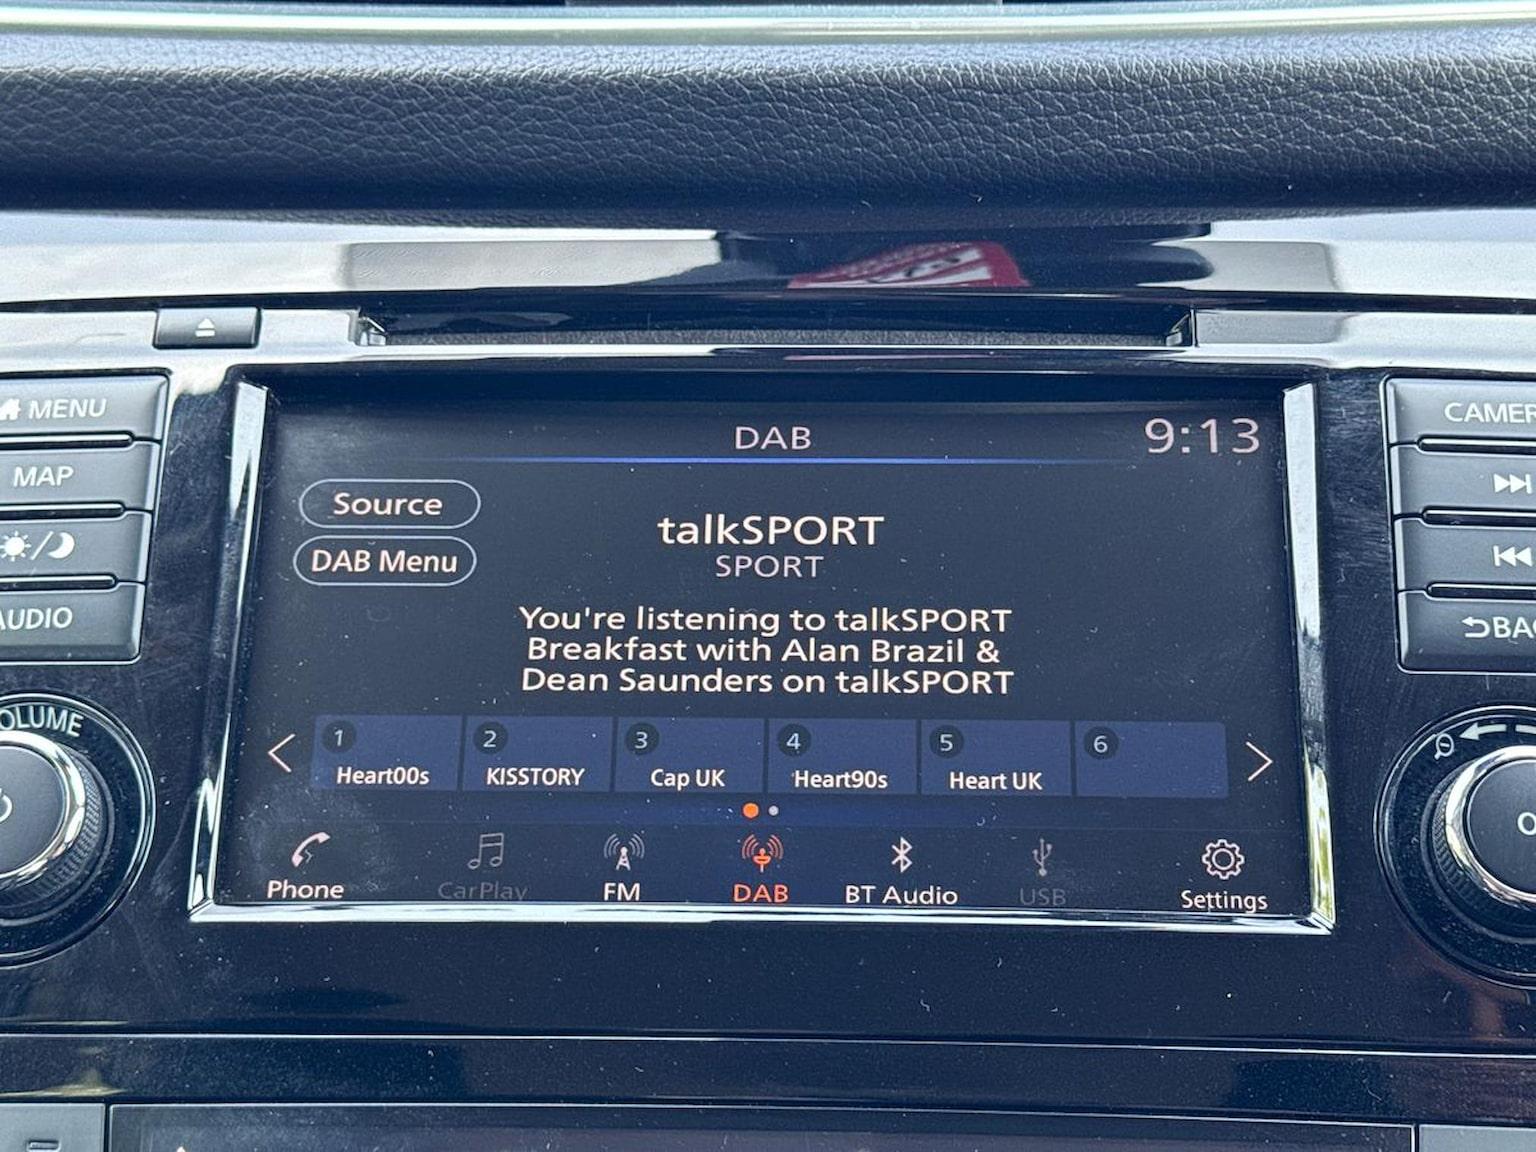 MENU
MAP
AUDIO
VOLUME
DAB
9:13
Source
DAB Menu
talkSPORT
SPORT
You're listening to talkSPORT
Breakfast with Alan Brazil &
Dean Saunders on talkSPORT
1 Heart00s
2 KISSTORY
3 Cap UK
4 Heart90s
5 Heart UK
6
Phone
CarPlay
FM
DAB
BT Audio
USB
Settings
CAMER
BAC